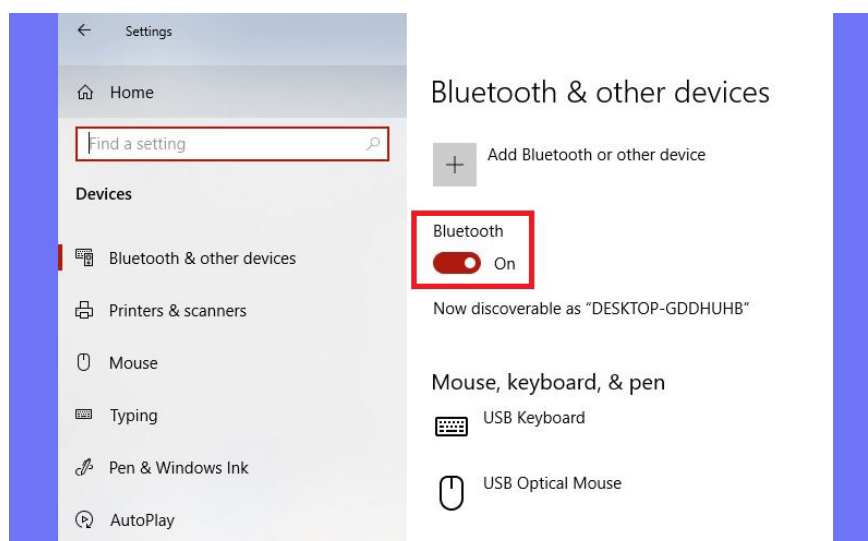 Settings
Home
Find a setting
Devices
Bluetooth & other devices
Printers & scanners
Mouse
Typing
Pen & Windows Ink
AutoPlay
Bluetooth & other devices
Add Bluetooth or other device
Bluetooth
On
Now discoverable as “DESKTOP-GDDHUHB”
Mouse, keyboard, & pen
USB Keyboard
USB Optical Mouse